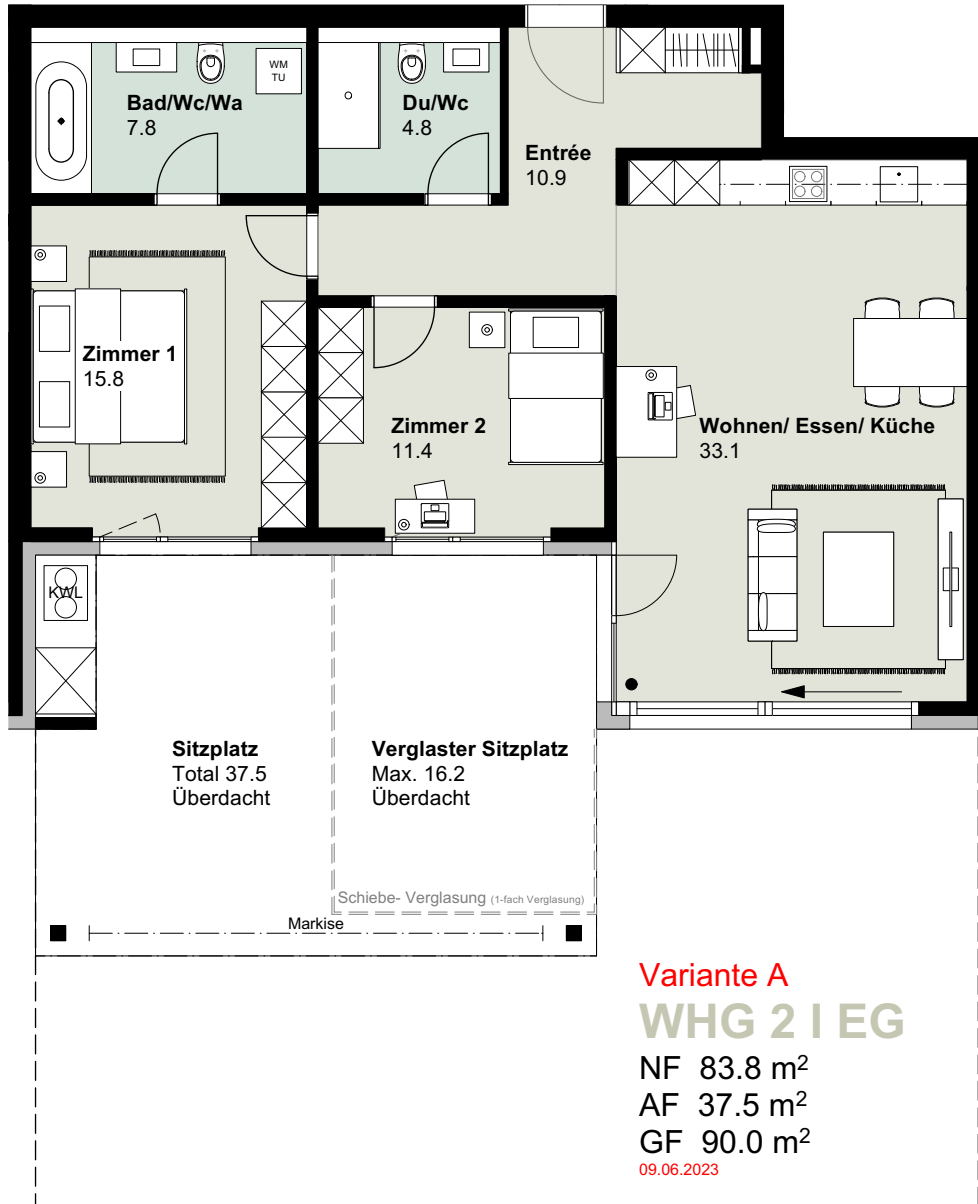 WM
TU
Bad/Wc/Wa
7.8
Du/Wc
4.8
Entrée
10.9
Zimmer 1
15.8
Zimmer 2
11.4
Wohnen/ Essen/ Küche
33.1
KWL
Sitzplatz
Total 37.5
Überdacht
Verglaster Sitzplatz
Max. 16.2
Überdacht
Schiebe- Verglasung (1-fach Verglasung)
Markise
Variante A
WHG 2 I EG
NF 83.8 m²
AF 37.5 m²
GF 90.0 m²
09.06.2023